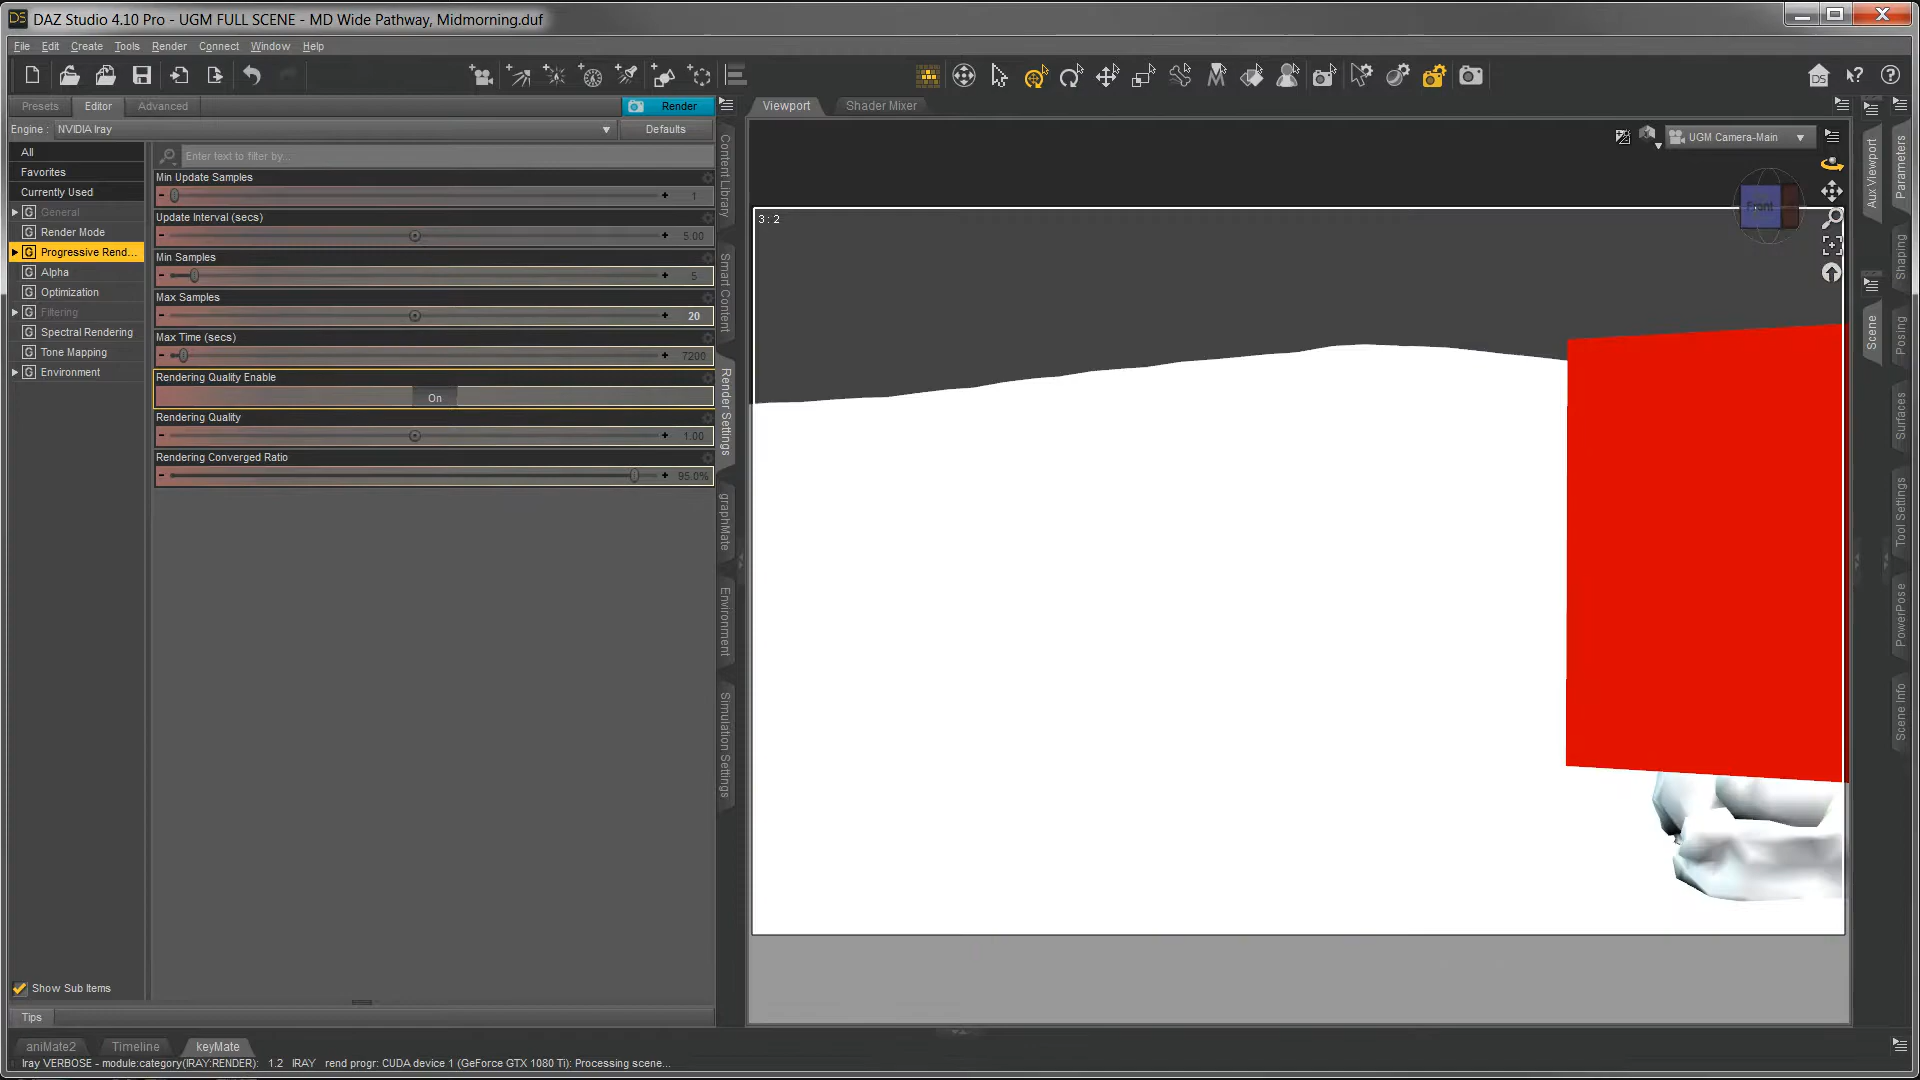 DAZ Studio 4.10 Pro - UGM FULL SCENE - MD Wide Pathway, Midmorning.duf
File Edit Create Tools Render Connect Window Help
Presets Editor Advanced Render
Viewport Shader Mixer
Engine : NVIDIA Iray Defaults
All
Favorites
Currently Used
General
Render Mode
Progressive Rend...
Alpha
Optimization
Filtering
Spectral Rendering
Tone Mapping
Environment
Enter text to filter by...
Min Update Samples
1
Update Interval (secs)
5.00
Min Samples
5
Max Samples
20
Max Time (secs)
7200
Rendering Quality Enable
On
Rendering Quality
1.00
Rendering Converged Ratio
95.0%
Show Sub Items
Tips
Content Library
Smart Content
Render Settings
graphMate
Environment
Simulation Settings
UGM Camera-Main
Front
3 : 2
Aux Viewport
Scene
Parameters
Shaping
Posing
Surfaces
Tool Settings
PowerPose
Scene Info
aniMate2 Timeline keyMate
Iray VERBOSE - module:category(IRAY:RENDER): 1.2 IRAY rend progr: CUDA device 1 (GeForce GTX 1080 Ti): Processing scene...